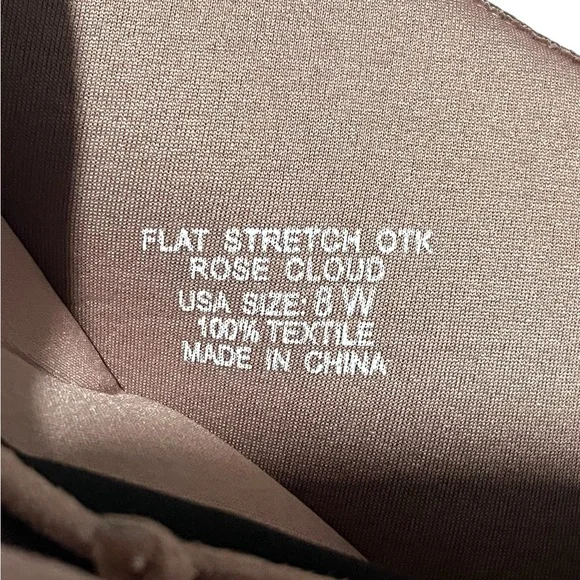 FLAT STRETCH OTK
ROSE CLOUD
USA SIZE: 8 W
100% TEXTILE
MADE IN CHINA